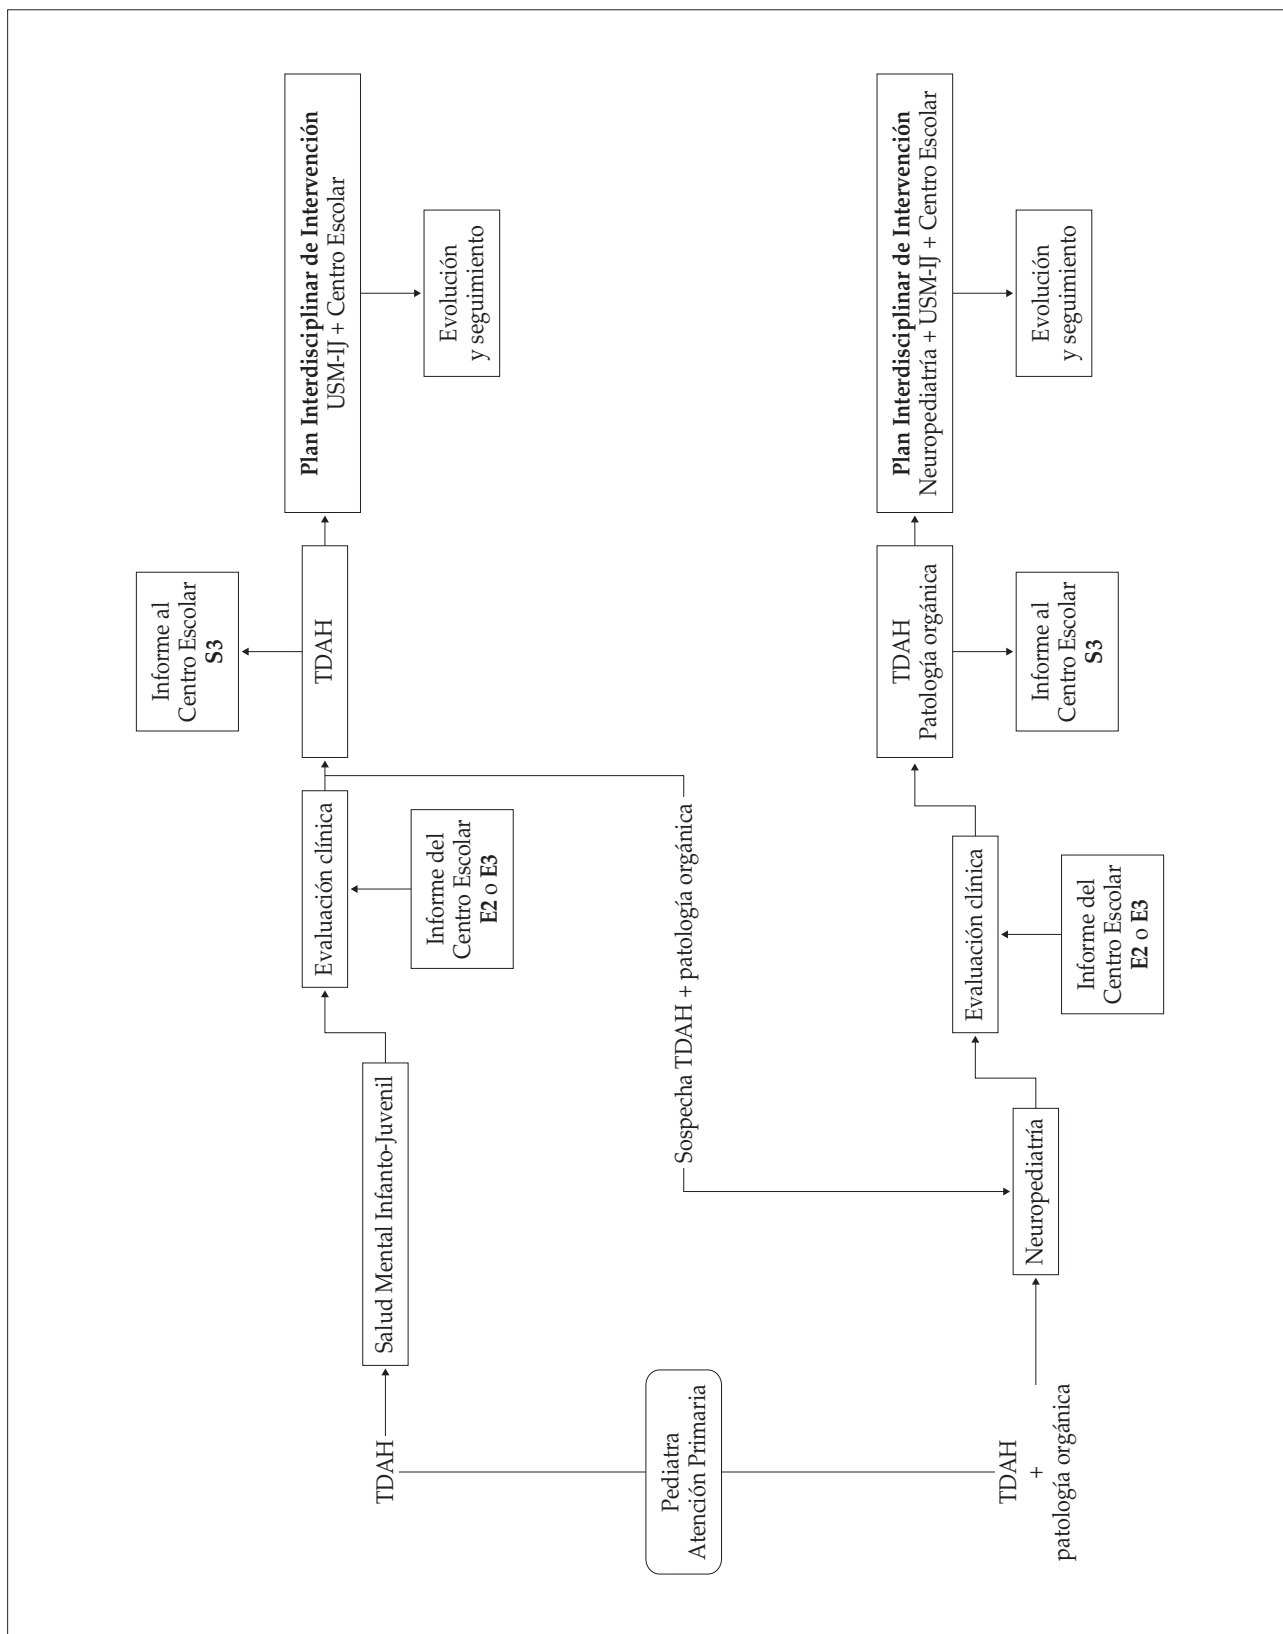 Pediatra
Atención Primaria
TDAH
Salud Mental Infanto-Juvenil
Evaluación clínica
Informe del
Centro Escolar
E2 o E3
TDAH
Informe al
Centro Escolar
S3
Plan Interdisciplinar de Intervención
USM-IJ + Centro Escolar
Evolución
y seguimiento
Sospecha TDAH + patología orgánica
TDAH
+
patología orgánica
Neuropediatría
Evaluación clínica
Informe del
Centro Escolar
E2 o E3
TDAH
Patología orgánica
Informe al
Centro Escolar
S3
Plan Interdisciplinar de Intervención
Neuropediatría + USM-IJ + Centro Escolar
Evolución
y seguimiento